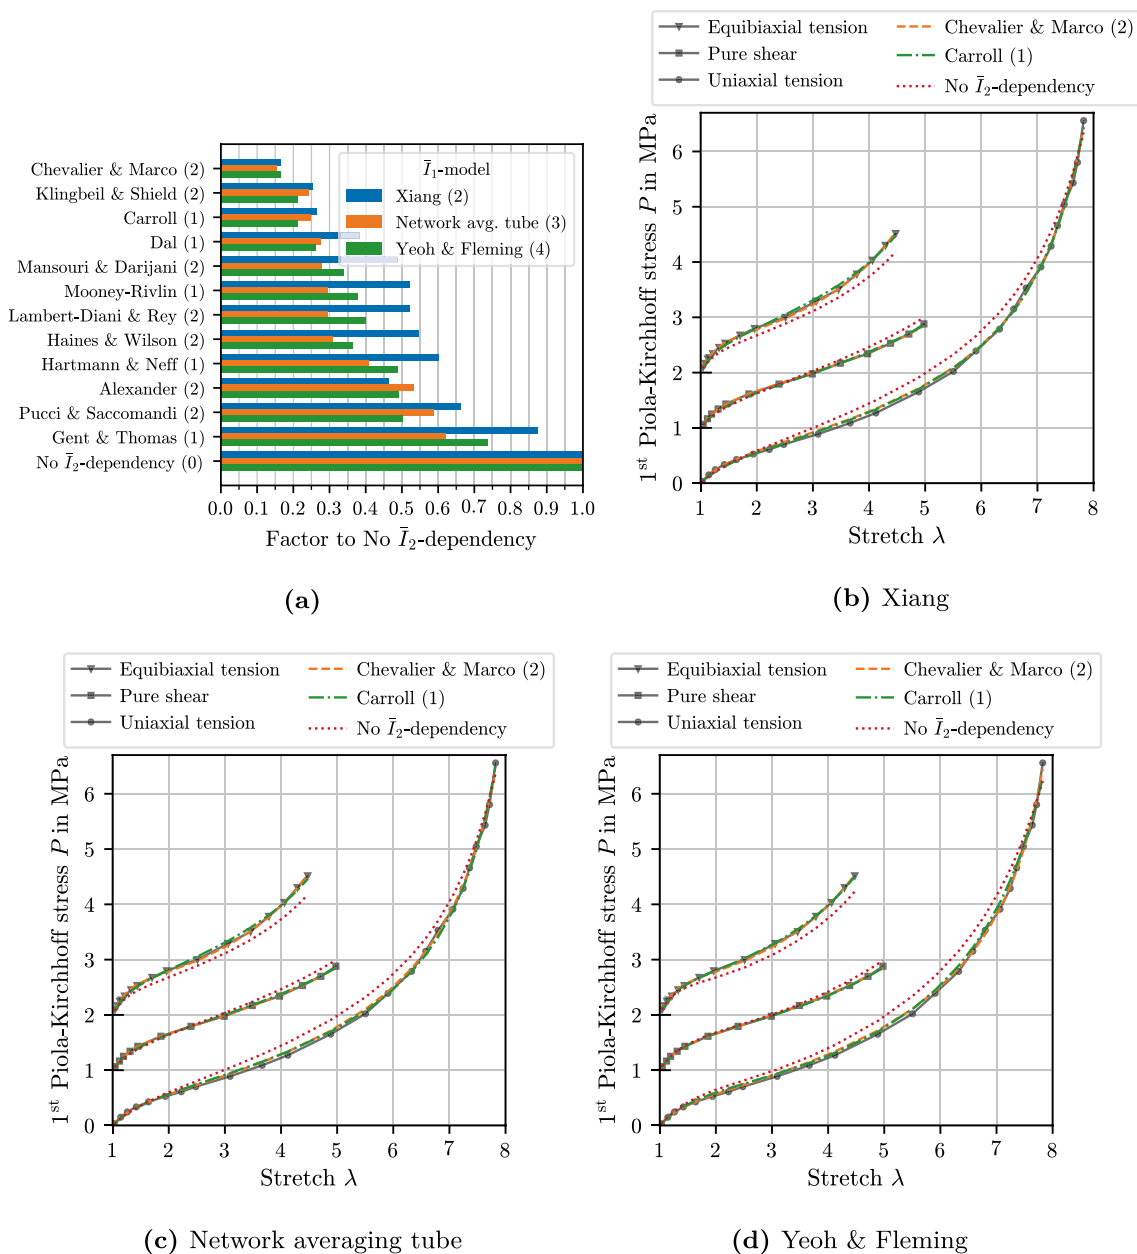 Chevalier & Marco (2)
Klingbeil & Shield (2)
Carroll (1)
Dal (1)
Mansouri & Darijani (2)
Mooney-Rivlin (1)
Lambert-Diani & Rey (2)
Haines & Wilson (2)
Hartmann & Neff (1)
Alexander (2)
Pucci & Saccomandi (2)
Gent & Thomas (1)
No Ī₂-dependency (0)
Ī₁-model
Xiang (2)
Network avg. tube (3)
Yeoh & Fleming (4)
0.0 0.1 0.2 0.3 0.4 0.5 0.6 0.7 0.8 0.9 1.0
Factor to No Ī₂-dependency
(a)
Equibiaxial tension
Pure shear
Uniaxial tension
Chevalier & Marco (2)
Carroll (1)
No Ī₂-dependency
1ˢᵗ Piola-Kirchhoff stress P in MPa
6
5
4
3
2
1
0
1 2 3 4 5 6 7 8
Stretch λ
(b) Xiang
Equibiaxial tension
Pure shear
Uniaxial tension
Chevalier & Marco (2)
Carroll (1)
No Ī₂-dependency
1ˢᵗ Piola-Kirchhoff stress P in MPa
6
5
4
3
2
1
0
1 2 3 4 5 6 7 8
Stretch λ
(c) Network averaging tube
Equibiaxial tension
Pure shear
Uniaxial tension
Chevalier & Marco (2)
Carroll (1)
No Ī₂-dependency
1ˢᵗ Piola-Kirchhoff stress P in MPa
6
5
4
3
2
1
0
1 2 3 4 5 6 7 8
Stretch λ
(d) Yeoh & Fleming